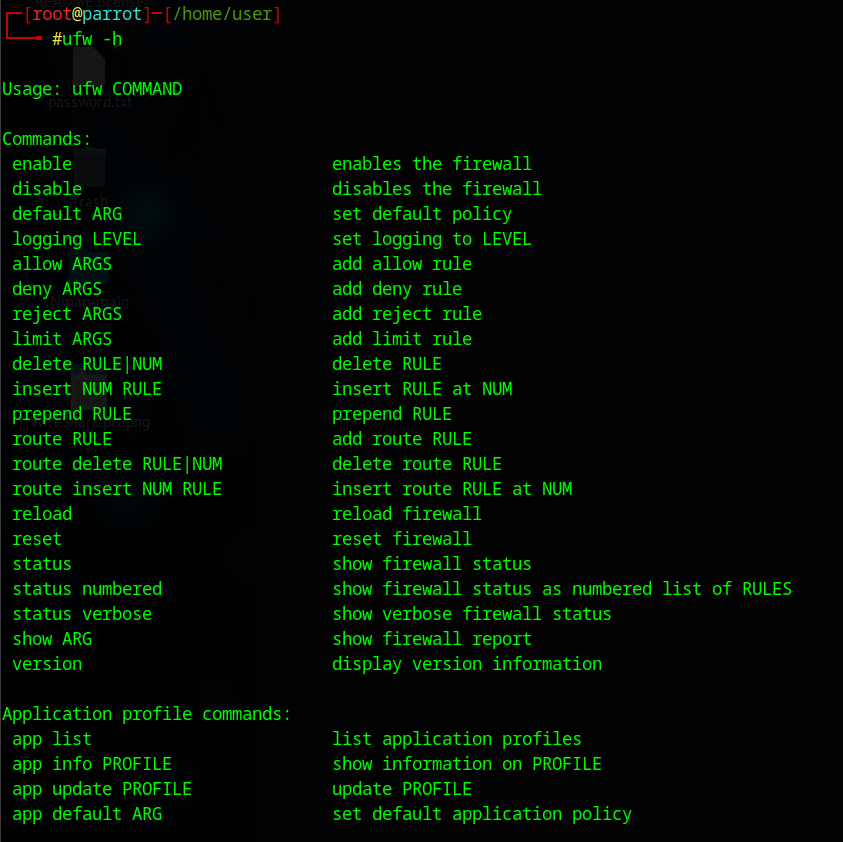 README.license
┌─[root@parrot]─[/home/user]
└──╼ #ufw -h
password.txt
Usage: ufw COMMAND
Commands:
enable enables the firewall
disable disables the firewall
Trash
default ARG set default policy
logging LEVEL set logging to LEVEL
allow ARGS add allow rule
deny ARGS add deny rule
Nmap-main
reject ARGS add reject rule
limit ARGS add limit rule
delete RULE|NUM delete RULE
insert NUM RULE insert RULE at NUM
prepend RULE prepend RULE
route RULE add route RULE
route delete RULE|NUM delete route RULE
route insert NUM RULE insert route RULE at NUM
reload reload firewall
reset reset firewall
status show firewall status
status numbered show firewall status as numbered list of RULES
status verbose show verbose firewall status
show ARG show firewall report
version display version information
Application profile commands:
app list list application profiles
app info PROFILE show information on PROFILE
app update PROFILE update PROFILE
app default ARG set default application policy